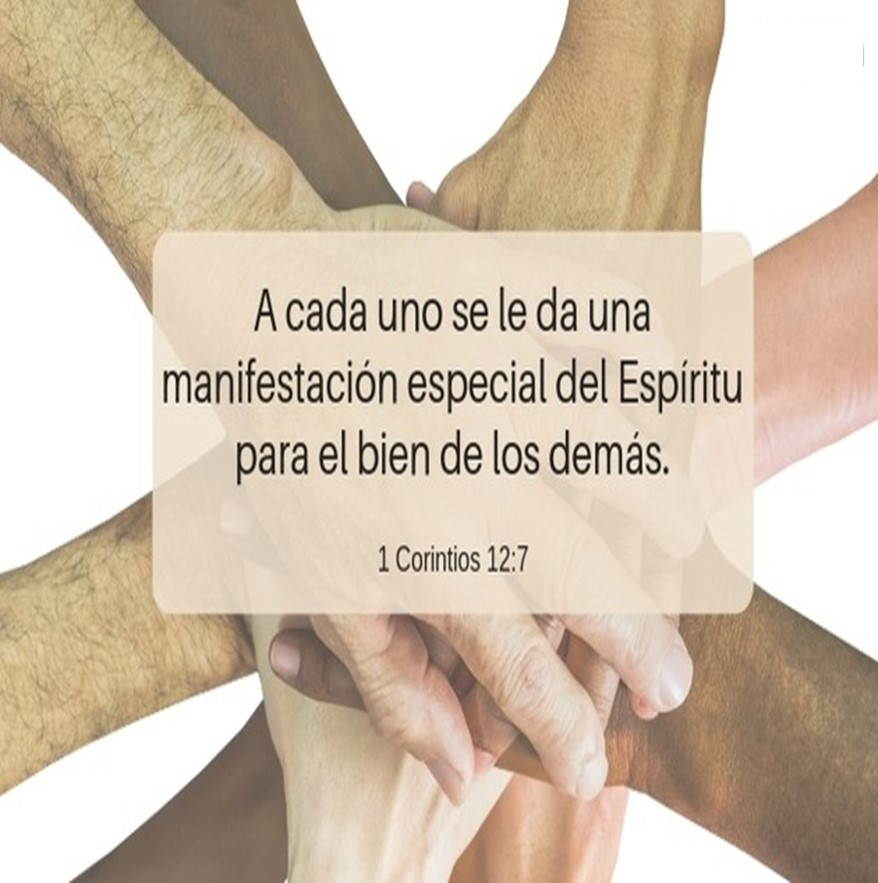 A cada uno se le da una
manifestación especial del Espíritu
para el bien de los demás.
1 Corintios 12:7